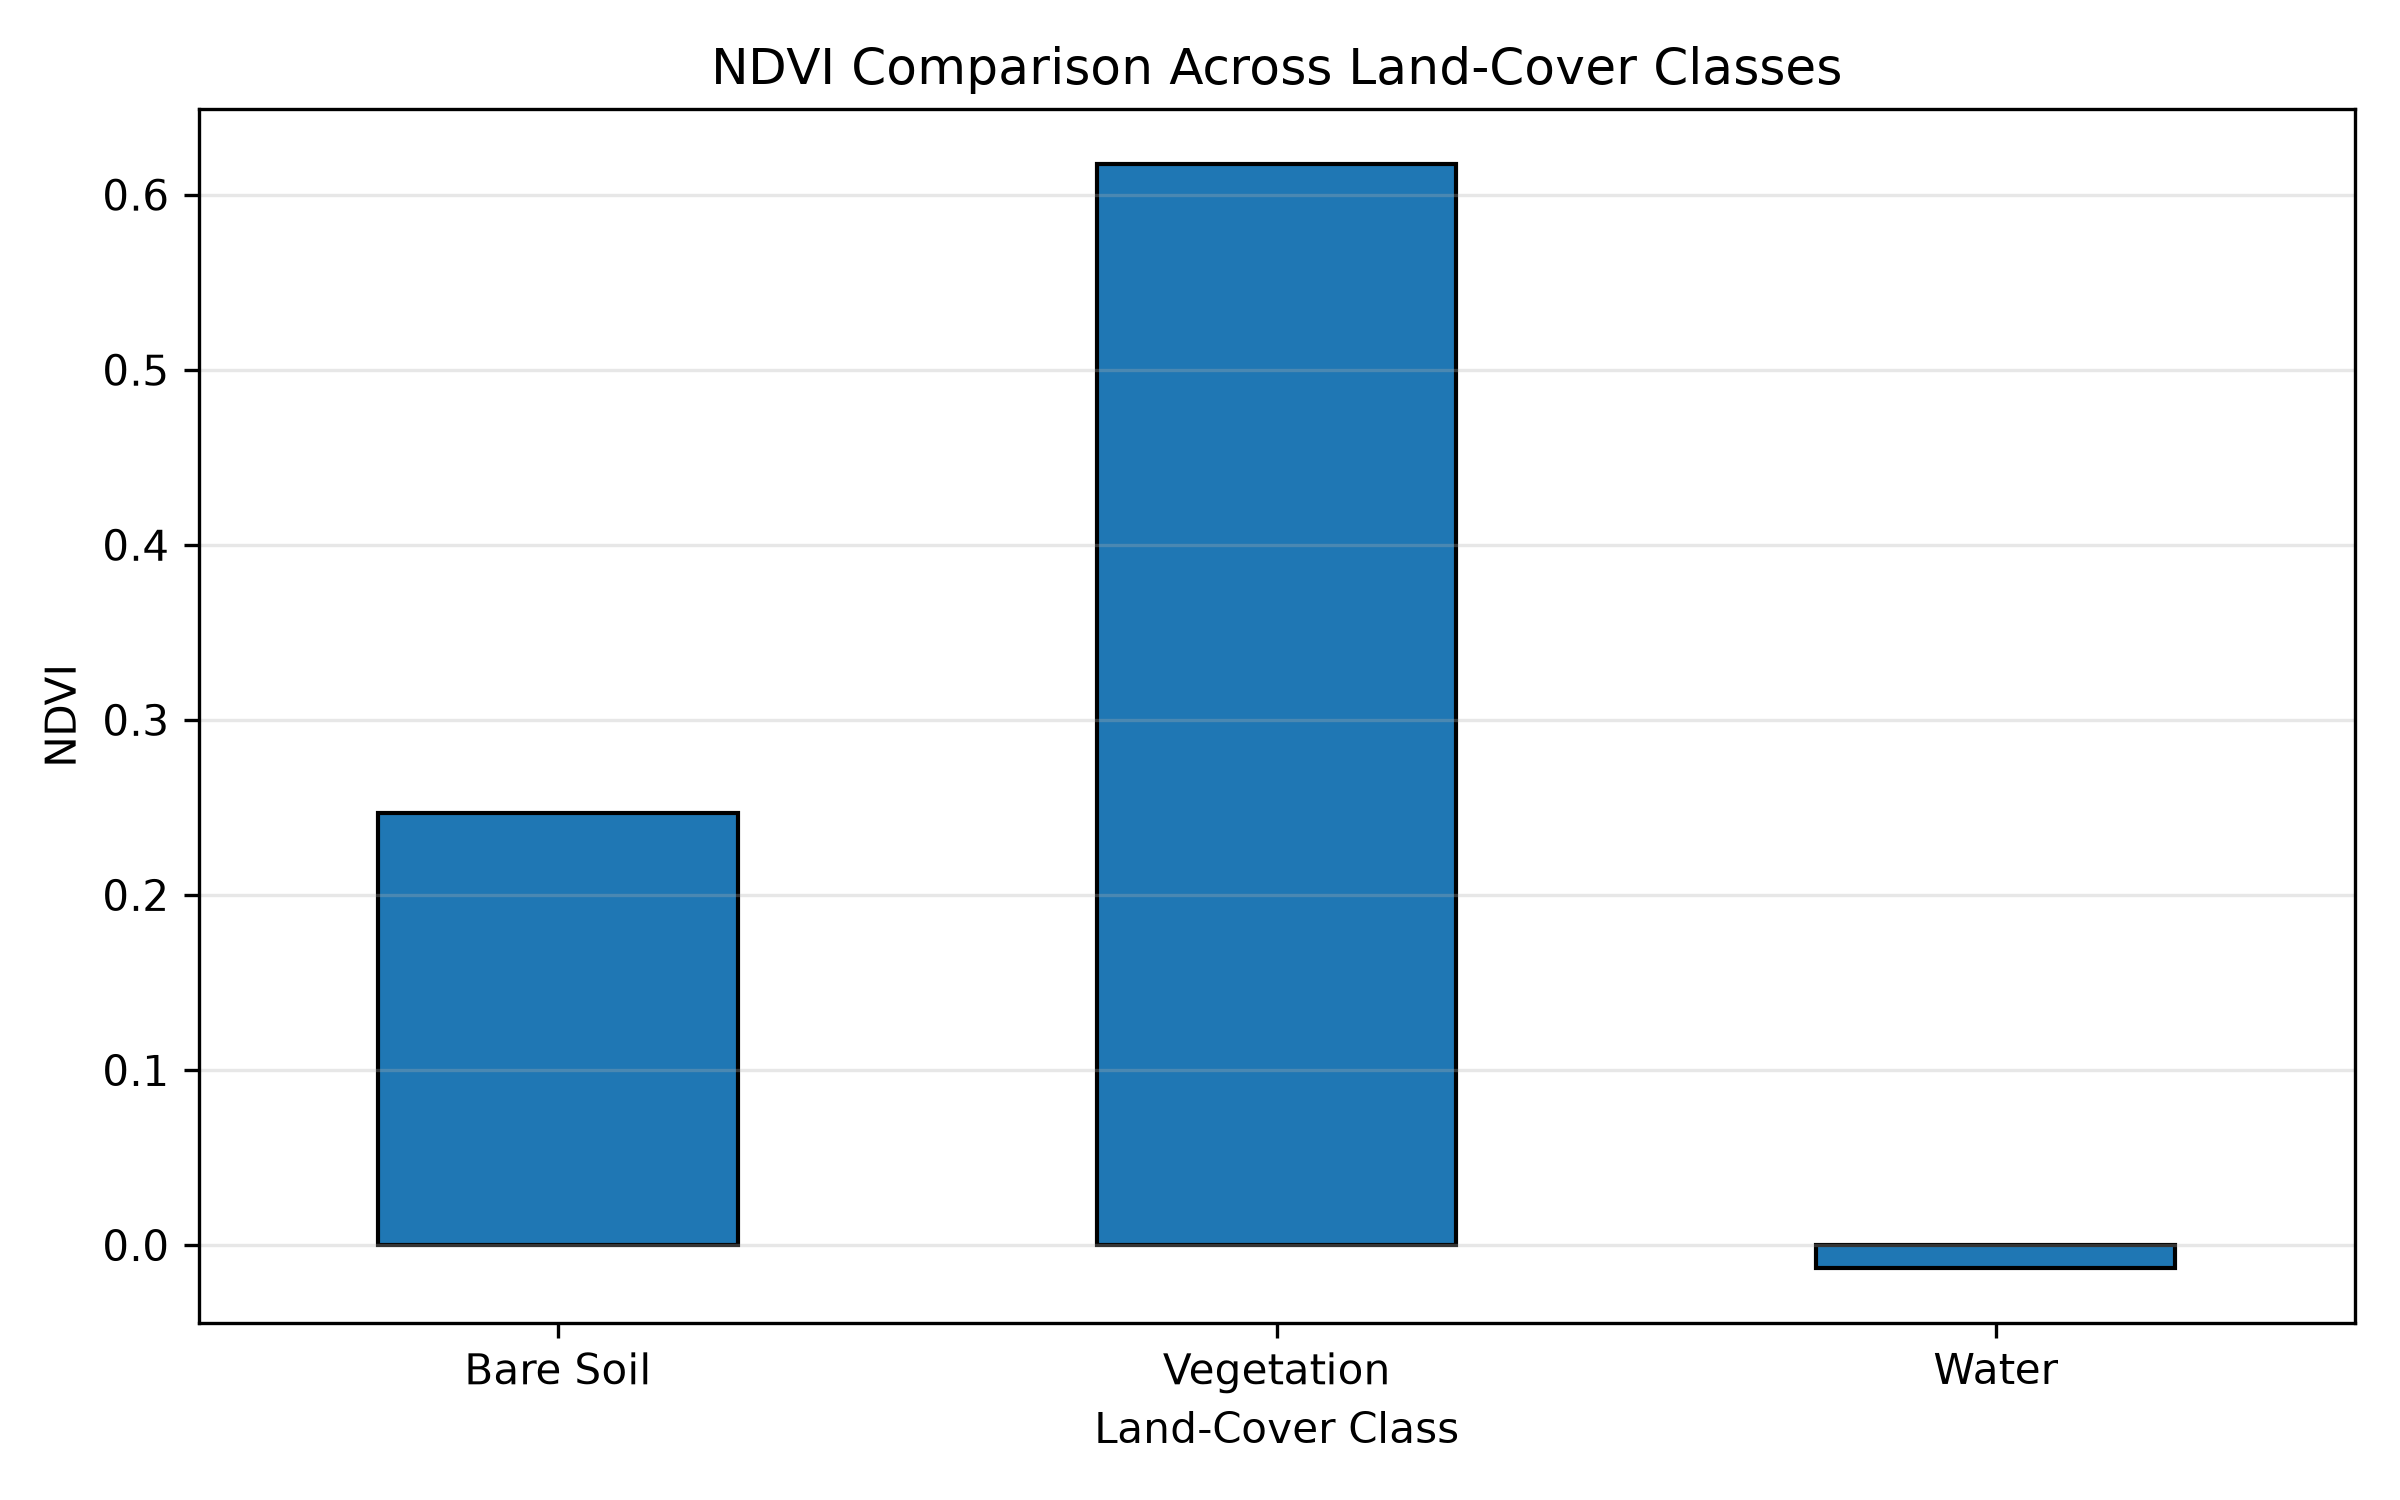 NDVI Comparison Across Land-Cover Classes
NDVI
0.6
0.5
0.4
0.3
0.2
0.1
0.0
Bare Soil
Vegetation
Water
Land-Cover Class